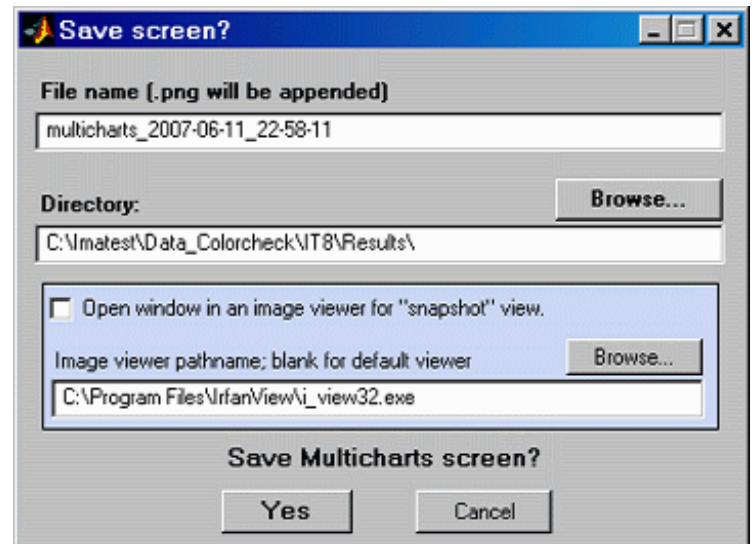 Save screen?
File name (.png will be appended)
multicharts_2007-06-11_22-58-11
Browse...
Directory:
C:\Imatest\Data_Colorcheck\IT8\Results\
Open window in an image viewer for "snapshot" view.
Image viewer pathname; blank for default viewer
Browse...
C:\Program Files\IrfanView\i_view32.exe
Save Multicharts screen?
Yes
Cancel